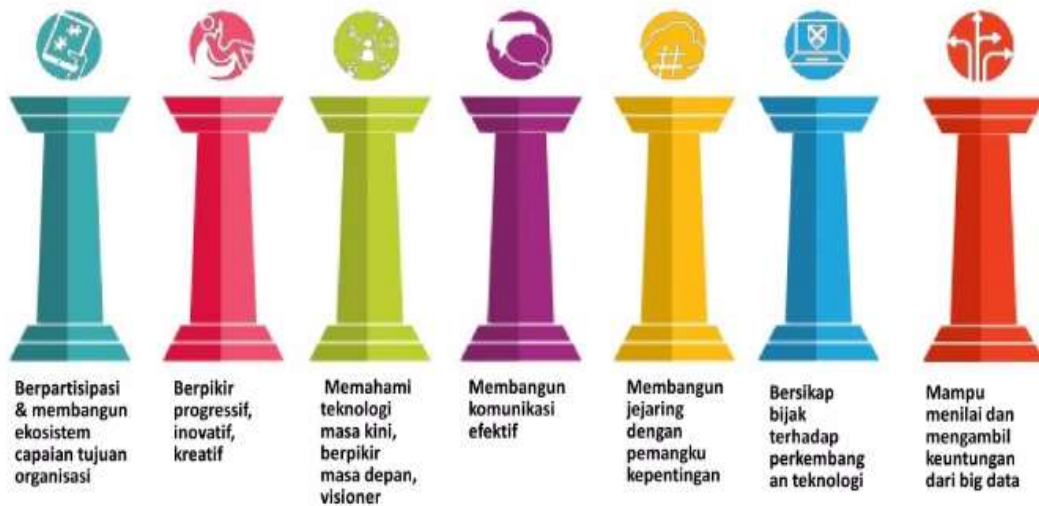 Berpartisipasi
& membangun
ekosistem
capaian tujuan
organisasi
Berpikir
progressif,
inovatif,
kreatif
Memahami
teknologi
masa kini,
berpikir
masa depan,
visioner
Membangun
komunikasi
efektif
Membangun
jejaring
dengan
pemangku
kepentingan
Bersikap
bijak
terhadap
perkembang
an teknologi
Mampu
menilai dan
mengambil
keuntungan
dari big data